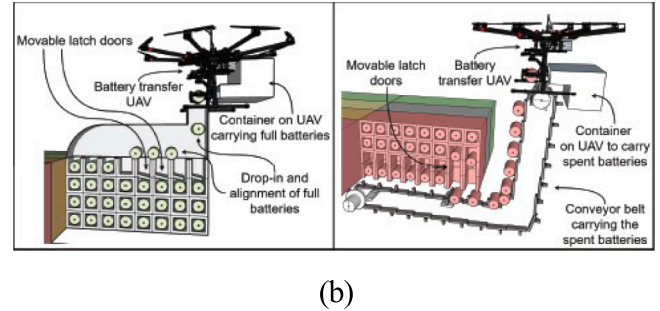 Movable latch doors
Battery transfer
UAV
Container on UAV
carrying full batteries
Drop-in and
alignment of full
batteries
Movable latch
doors
Battery
transfer UAV
Container
on UAV to carry
spent batteries
Conveyor belt
carrying the
spent batteries
(b)